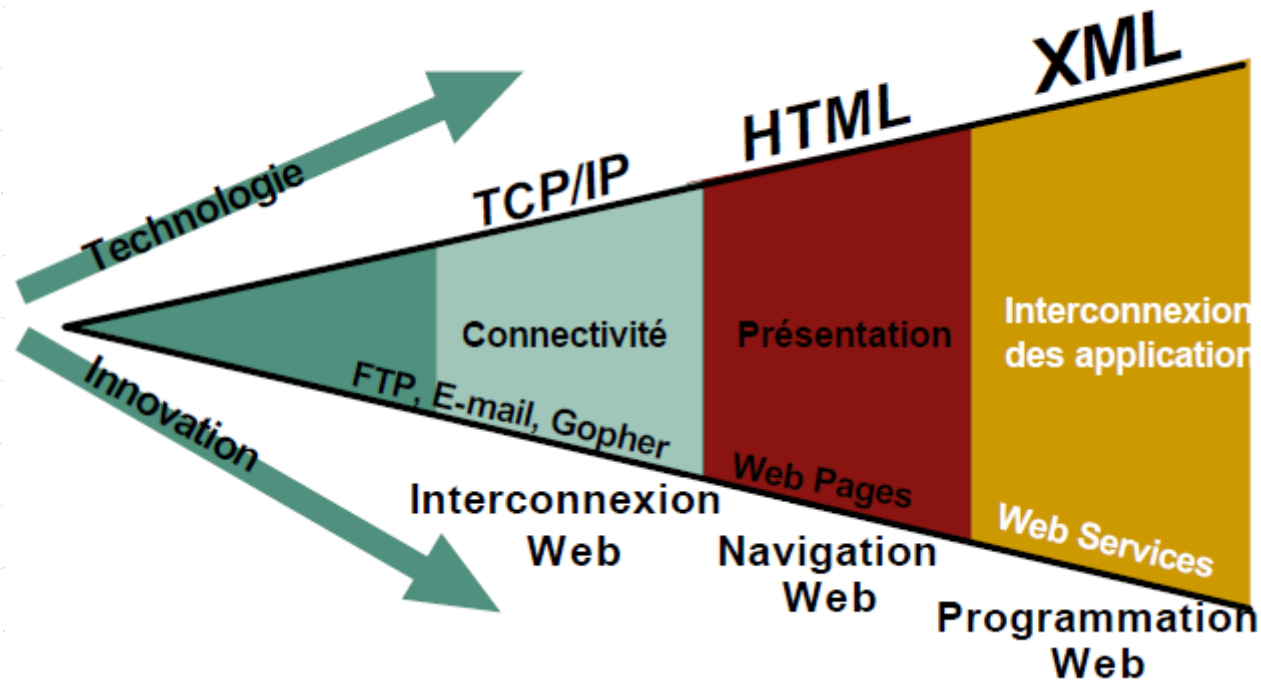 XML
HTML
TCP/IP
Technologie
Connectivité
Présentation
Interconnexion
des application
Innovation
FTP, E-mail, Gopher
Web Pages
Web Services
Interconnexion
Web
Navigation
Web
Programmation
Web